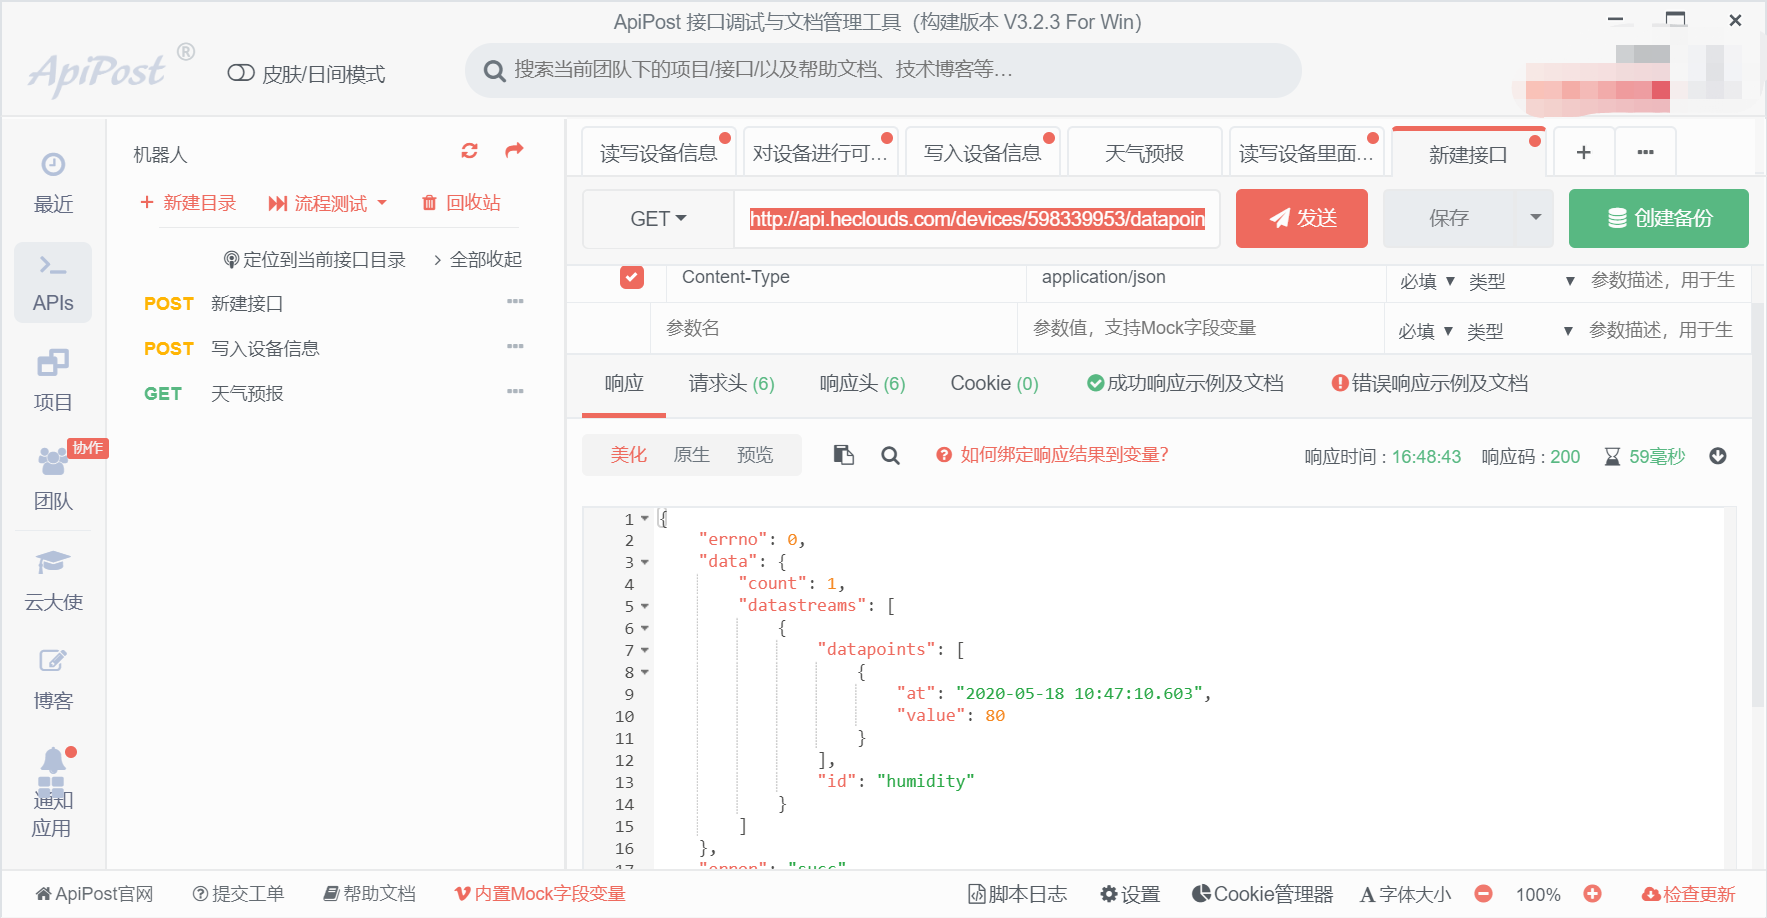 ApiPost 接口调试与文档管理工具（构建版本 V3.2.3 For Win）
ApiPost ®
皮肤/日间模式
搜索当前团队下的项目/接口/以及帮助文档、技术博客等…
最近
APIs
项目
协作
团队
云大使
博客
通知
应用
机器人
新建目录
流程测试
回收站
定位到当前接口目录
全部收起
POST 新建接口
POST 写入设备信息
GET 天气预报
读写设备信息
对设备进行可…
写入设备信息
天气预报
读写设备里面…
新建接口
GET
http://api.heclouds.com/devices/598339953/datapoin
发送
保存
创建备份
Content-Type application/json 必填 类型 参数描述，用于生
参数名 参数值，支持Mock字段变量 必填 类型 参数描述，用于生
响应
请求头 (6)
响应头 (6)
Cookie (0)
成功响应示例及文档
错误响应示例及文档
美化
原生
预览
如何绑定响应结果到变量?
响应时间 : 16:48:43
响应码 : 200
59毫秒
1 {
2 "errno": 0,
3 "data": {
4 "count": 1,
5 "datastreams": [
6 {
7 "datapoints": [
8 {
9 "at": "2020-05-18 10:47:10.603",
10 "value": 80
11 }
12 ],
13 "id": "humidity"
14 }
15 ]
16 },
17 "error": "succ"
ApiPost官网
提交工单
帮助文档
内置Mock字段变量
脚本日志
设置
Cookie管理器
A 字体大小
100%
检查更新